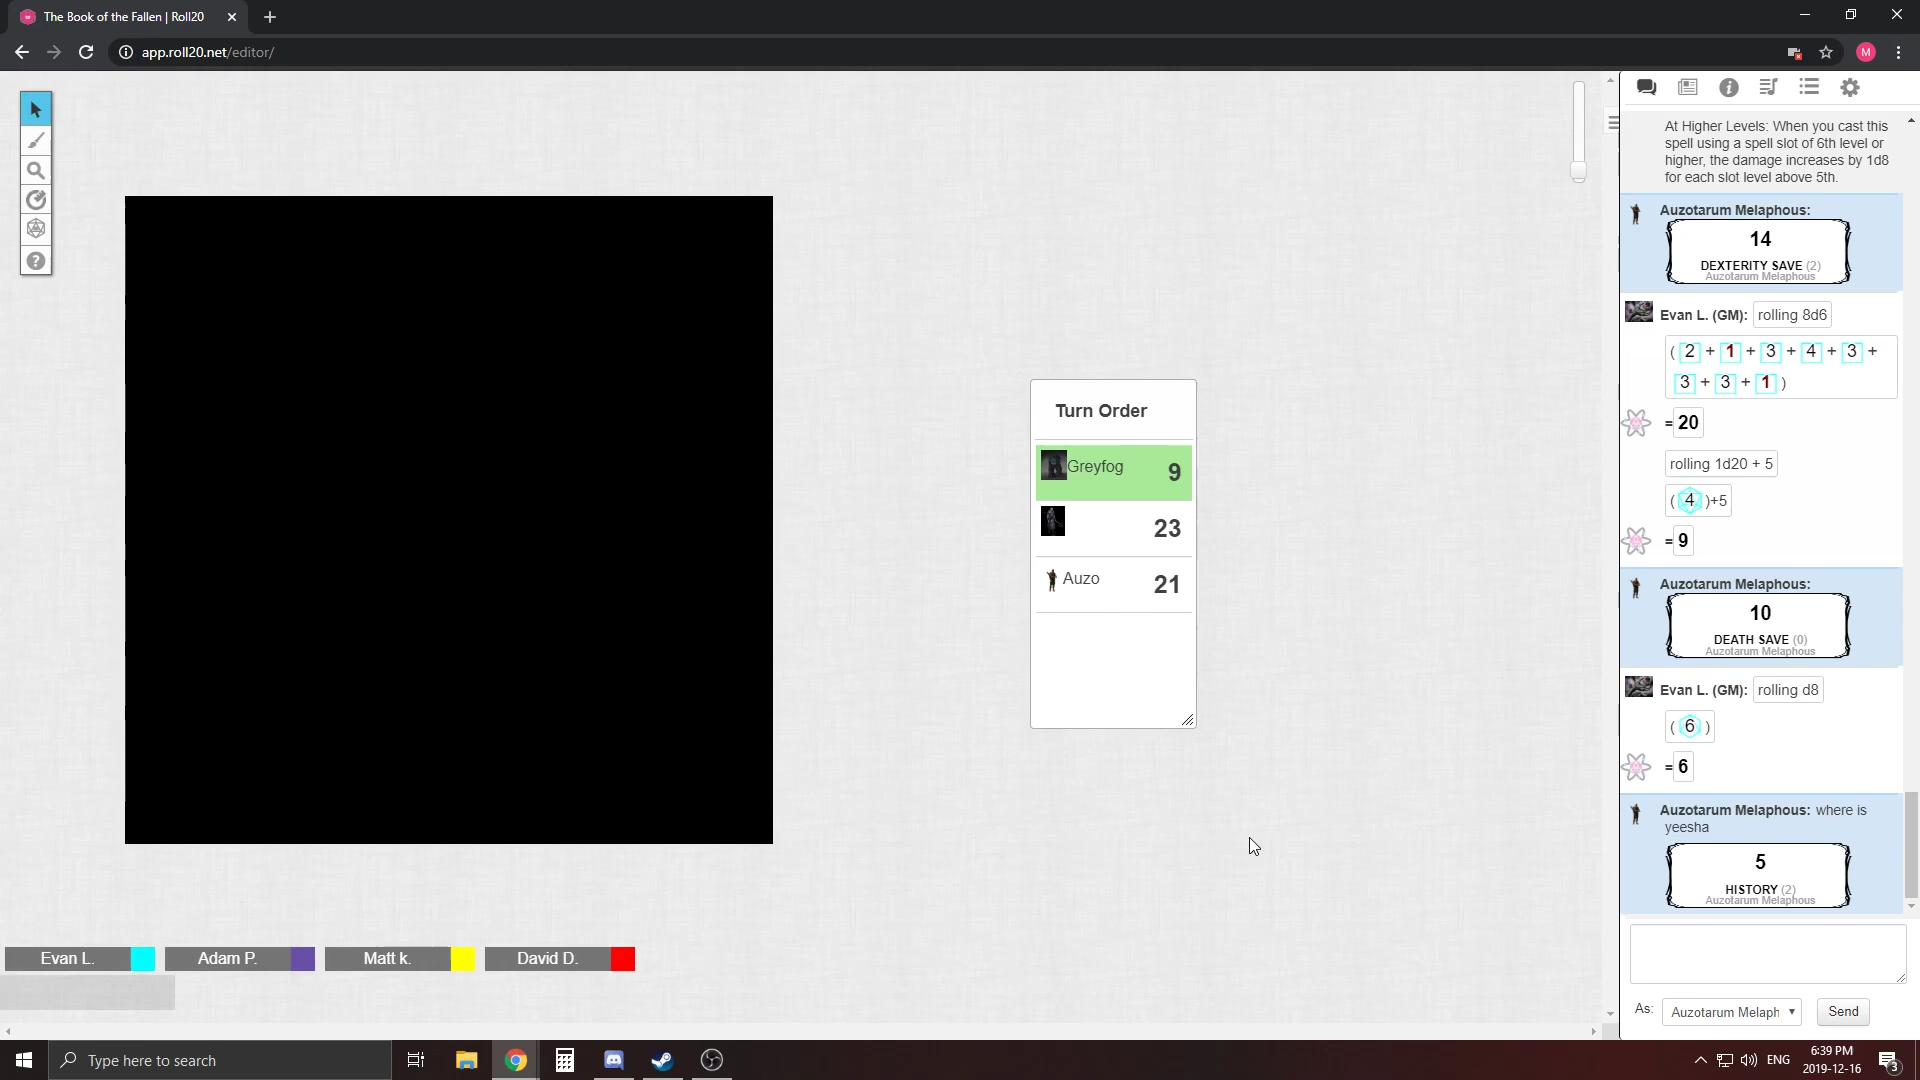 The Book of the Fallen | Roll20
app.roll20.net/editor/
M
At Higher Levels: When you cast this
spell using a spell slot of 6th level or
higher, the damage increases by 1d8
for each slot level above 5th.
Auzotarum Melaphous:
14
DEXTERITY SAVE (2)
Auzotarum Melaphous
Evan L. (GM): rolling 8d6
( 2 + 1 + 3 + 4 + 3 +
3 + 3 + 1 )
= 20
rolling 1d20 + 5
( 4 )+5
= 9
Auzotarum Melaphous:
10
DEATH SAVE (0)
Auzotarum Melaphous
Evan L. (GM): rolling d8
( 6 )
= 6
Auzotarum Melaphous: where is
yeesha
5
HISTORY (2)
Auzotarum Melaphous
As: Auzotarum Melaph Send
Turn Order
Greyfog 9
23
Auzo 21
Evan L. Adam P. Matt k. David D.
Type here to search
ENG
6:39 PM
2019-12-16
3